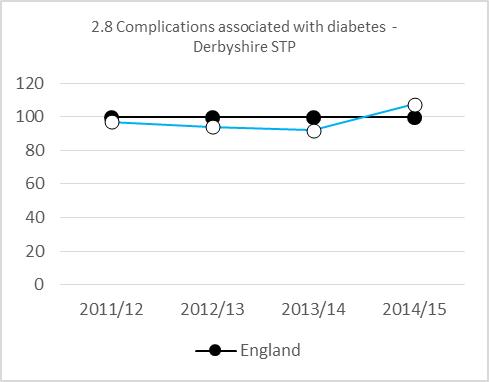 2.8 Complications associated with diabetes -
Derbyshire STP
120
100
80
60
40
20
0
2011/12 2012/13 2013/14 2014/15
England